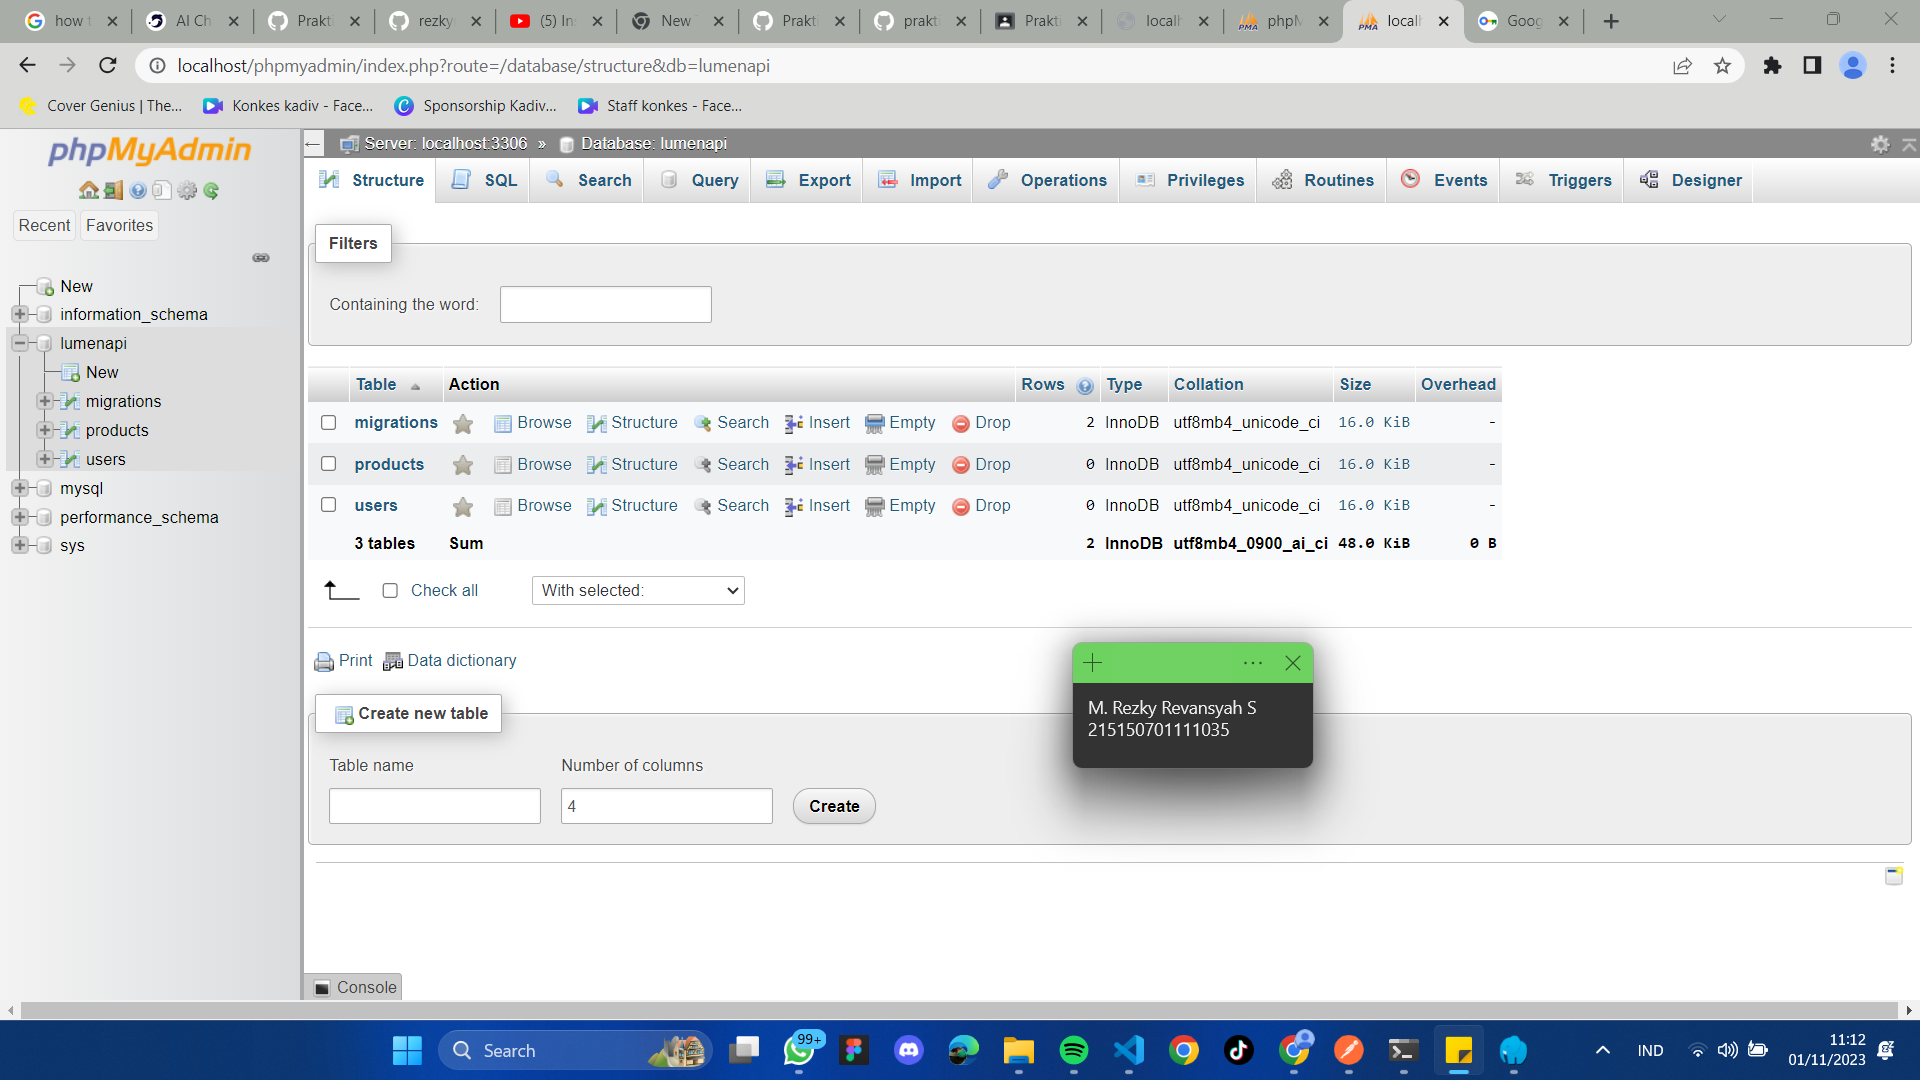 how t
AI Ch
Prakti
rezky
(5) In
New
Prakti
prakti
Prakti
localh
phpM
localh
Goog
localhost/phpmyadmin/index.php?route=/database/structure&db=lumenapi
Cover Genius | The...
Konkes kadiv - Face...
Sponsorship Kadiv...
Staff konkes - Face...
phpMyAdmin
Recent
Favorites
New
information_schema
lumenapi
New
migrations
products
users
mysql
performance_schema
sys
Server: localhost:3306 » Database: lumenapi
Structure SQL Search Query Export Import Operations Privileges Routines Events Triggers Designer
Filters
Containing the word:
Table Action Rows Type Collation Size Overhead
migrations Browse Structure Search Insert Empty Drop 2 InnoDB utf8mb4_unicode_ci 16.0 KiB -
products Browse Structure Search Insert Empty Drop 0 InnoDB utf8mb4_unicode_ci 16.0 KiB -
users Browse Structure Search Insert Empty Drop 0 InnoDB utf8mb4_unicode_ci 16.0 KiB -
3 tables Sum 2 InnoDB utf8mb4_0900_ai_ci 48.0 KiB 0 B
Check all With selected:
Print Data dictionary
Create new table
Table name Number of columns
4 Create
M. Rezky Revansyah S
215150701111035
Console
Search
99+
IND
11:12
01/11/2023